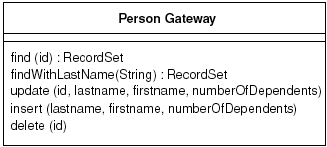 Person Gateway
find (id) : RecordSet
findWithLastName(String) : RecordSet
update (id, lastname, firstname, numberOfDependents)
insert (lastname, firstname, numberOfDependents)
delete (id)